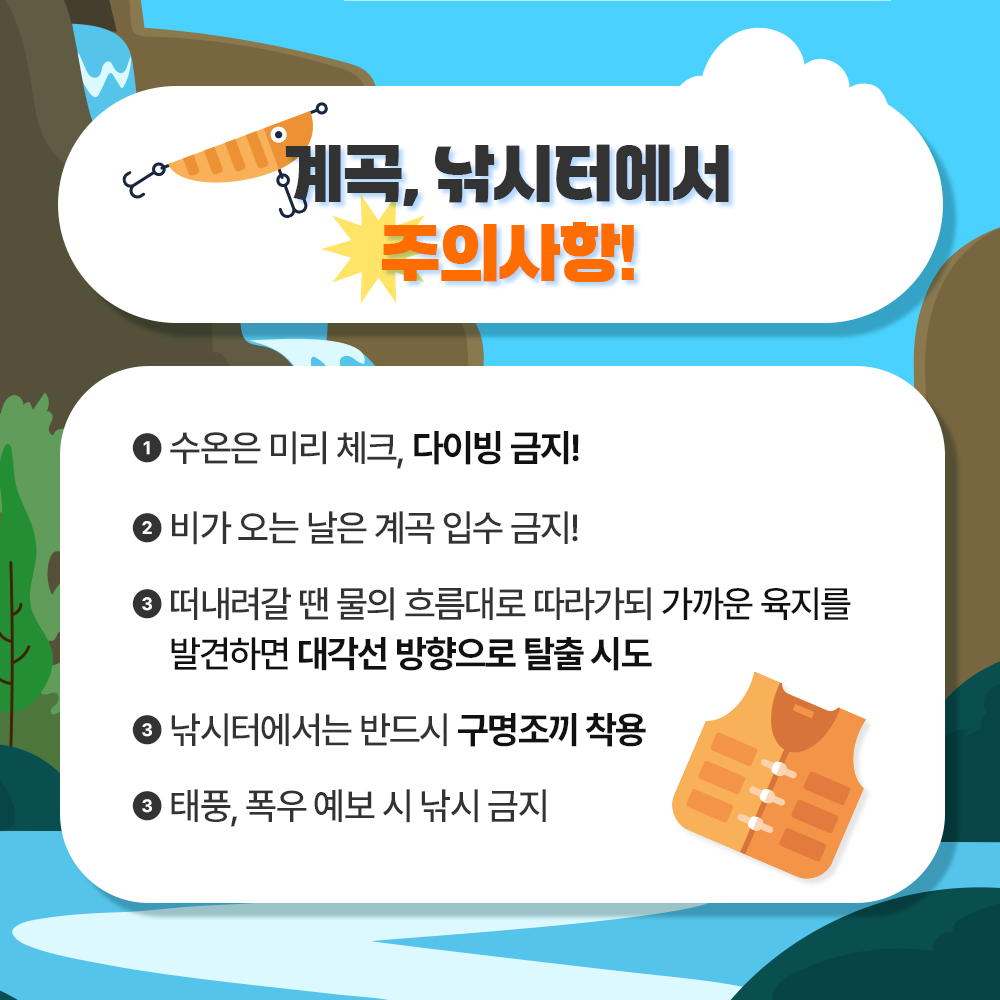 계곡, 낚시터에서
주의사항!
❶ 수온은 미리 체크, 다이빙 금지!
❷ 비가 오는 날은 계곡 입수 금지!
❸ 떠내려갈 땐 물의 흐름대로 따라가되 가까운 육지를
발견하면 대각선 방향으로 탈출 시도
❸ 낚시터에서는 반드시 구명조끼 착용
❸ 태풍, 폭우 예보 시 낚시 금지